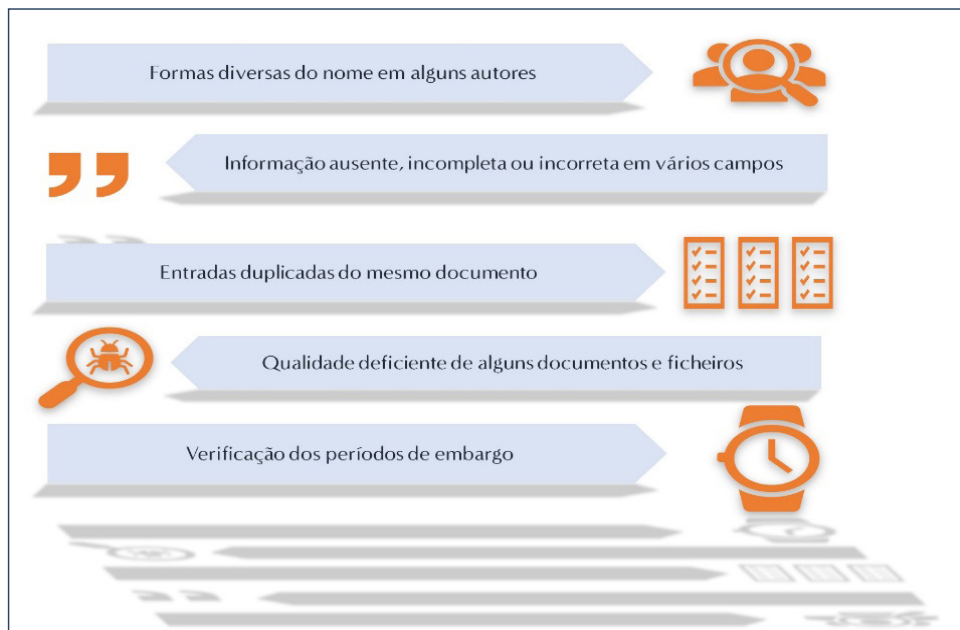 Formas diversas do nome em alguns autores
Informação ausente, incompleta ou incorreta em vários campos
Entradas duplicadas do mesmo documento
Qualidade deficiente de alguns documentos e ficheiros
Verificação dos períodos de embargo